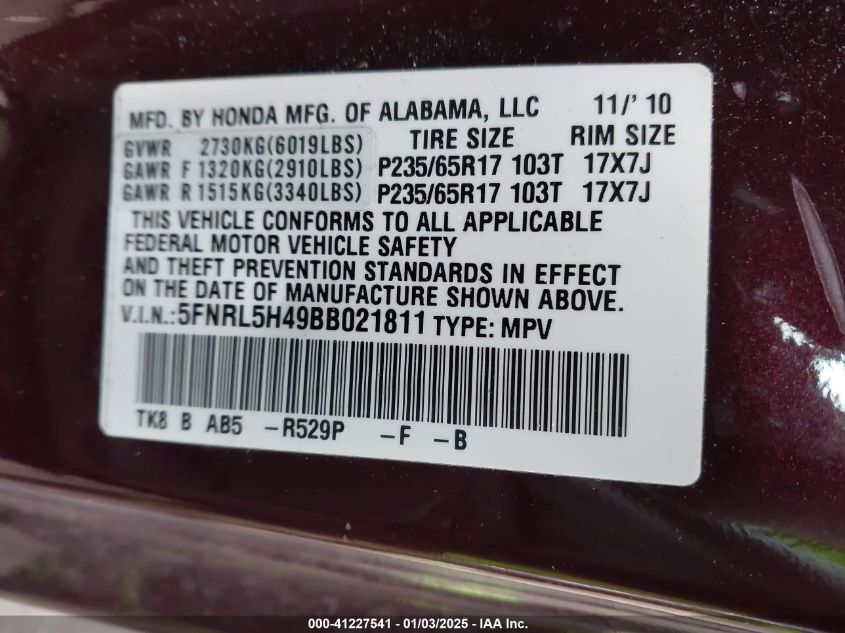 MFD. BY HONDA MFG. OF ALABAMA, LLC 11/' 10
GVWR 2730KG(6019LBS) TIRE SIZE RIM SIZE
GAWR F 1320KG(2910LBS) P235/65R17 103T 17X7J
GAWR R 1515KG(3340LBS) P235/65R17 103T 17X7J
THIS VEHICLE CONFORMS TO ALL APPLICABLE
FEDERAL MOTOR VEHICLE SAFETY
AND THEFT PREVENTION STANDARDS IN EFFECT
ON THE DATE OF MANUFACTURE SHOWN ABOVE.
V.I.N.:5FNRL5H49BB021811 TYPE: MPV
TK8 B AB5 -R529P -F -B
000-41227541 - 01/03/2025 - IAA Inc.